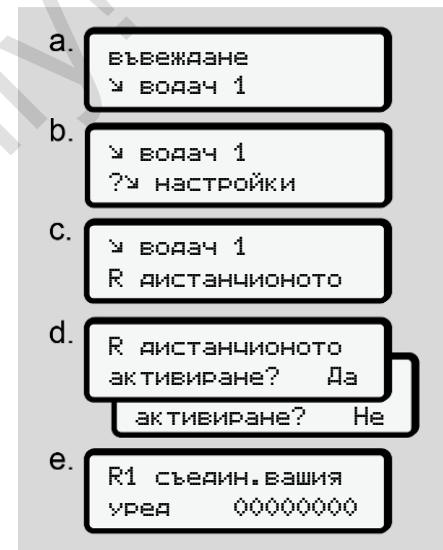 a.
въвеждане
↘ водач 1
b.
↘ водач 1
?↘ настройки
c.
↘ водач 1
R дистанционото
d.
R дистанционото
активиране? Да
активиране? Не
e.
R1 съедин.вашия
уред 00000000